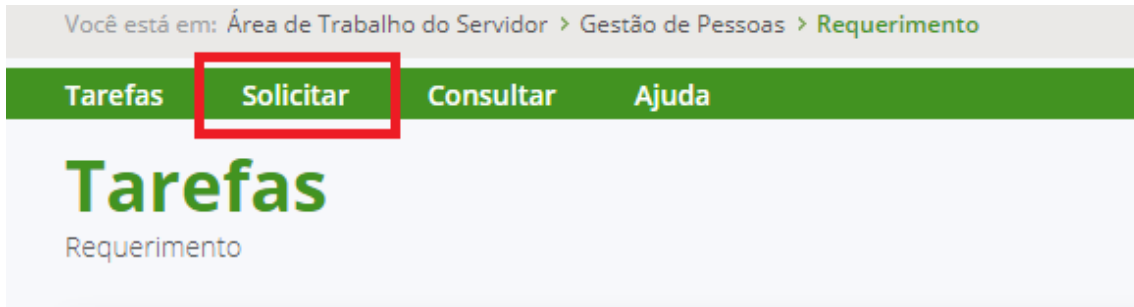 Você está em: Área de Trabalho do Servidor > Gestão de Pessoas > Requerimento
Tarefas Solicitar Consultar Ajuda
Tarefas
Requerimento